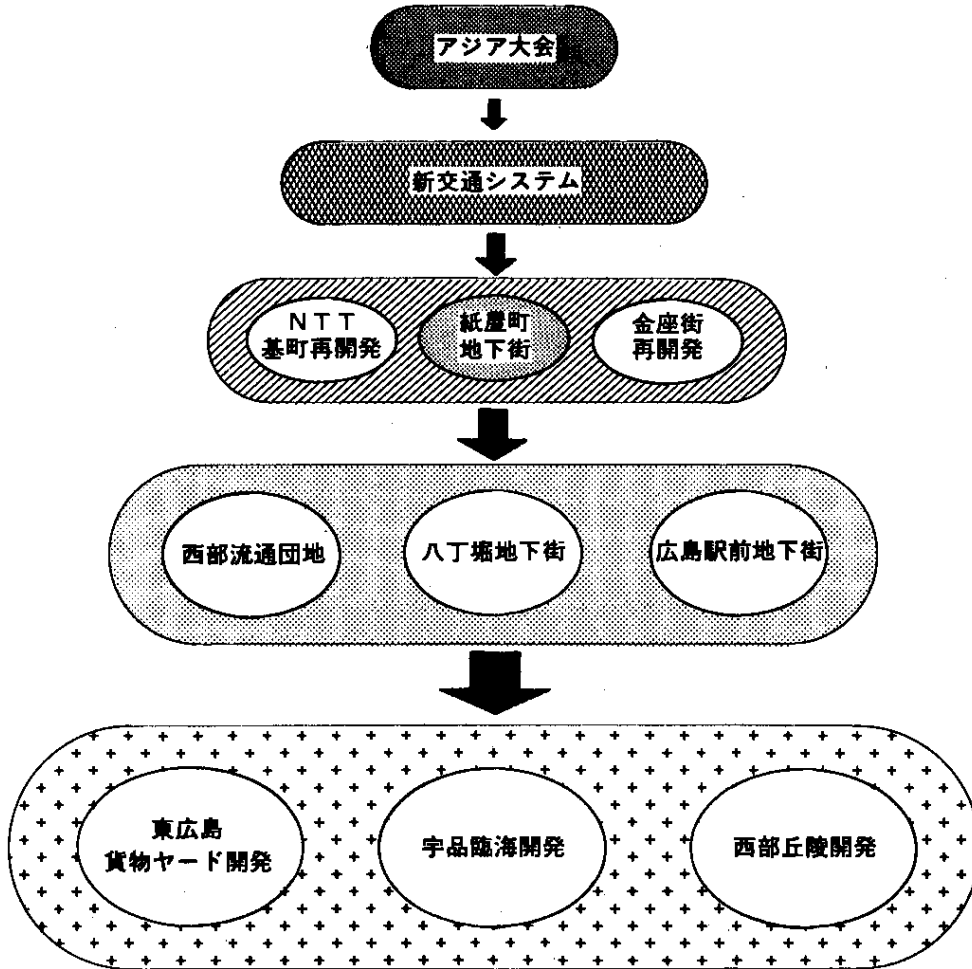 アジア大会
新交通システム
NTT
基町再開発
紙屋町
地下街
金座街
再開発
西部流通団地
八丁堀地下街
広島駅前地下街
東広島
貨物ヤード開発
宇品臨海開発
西部丘陵開発